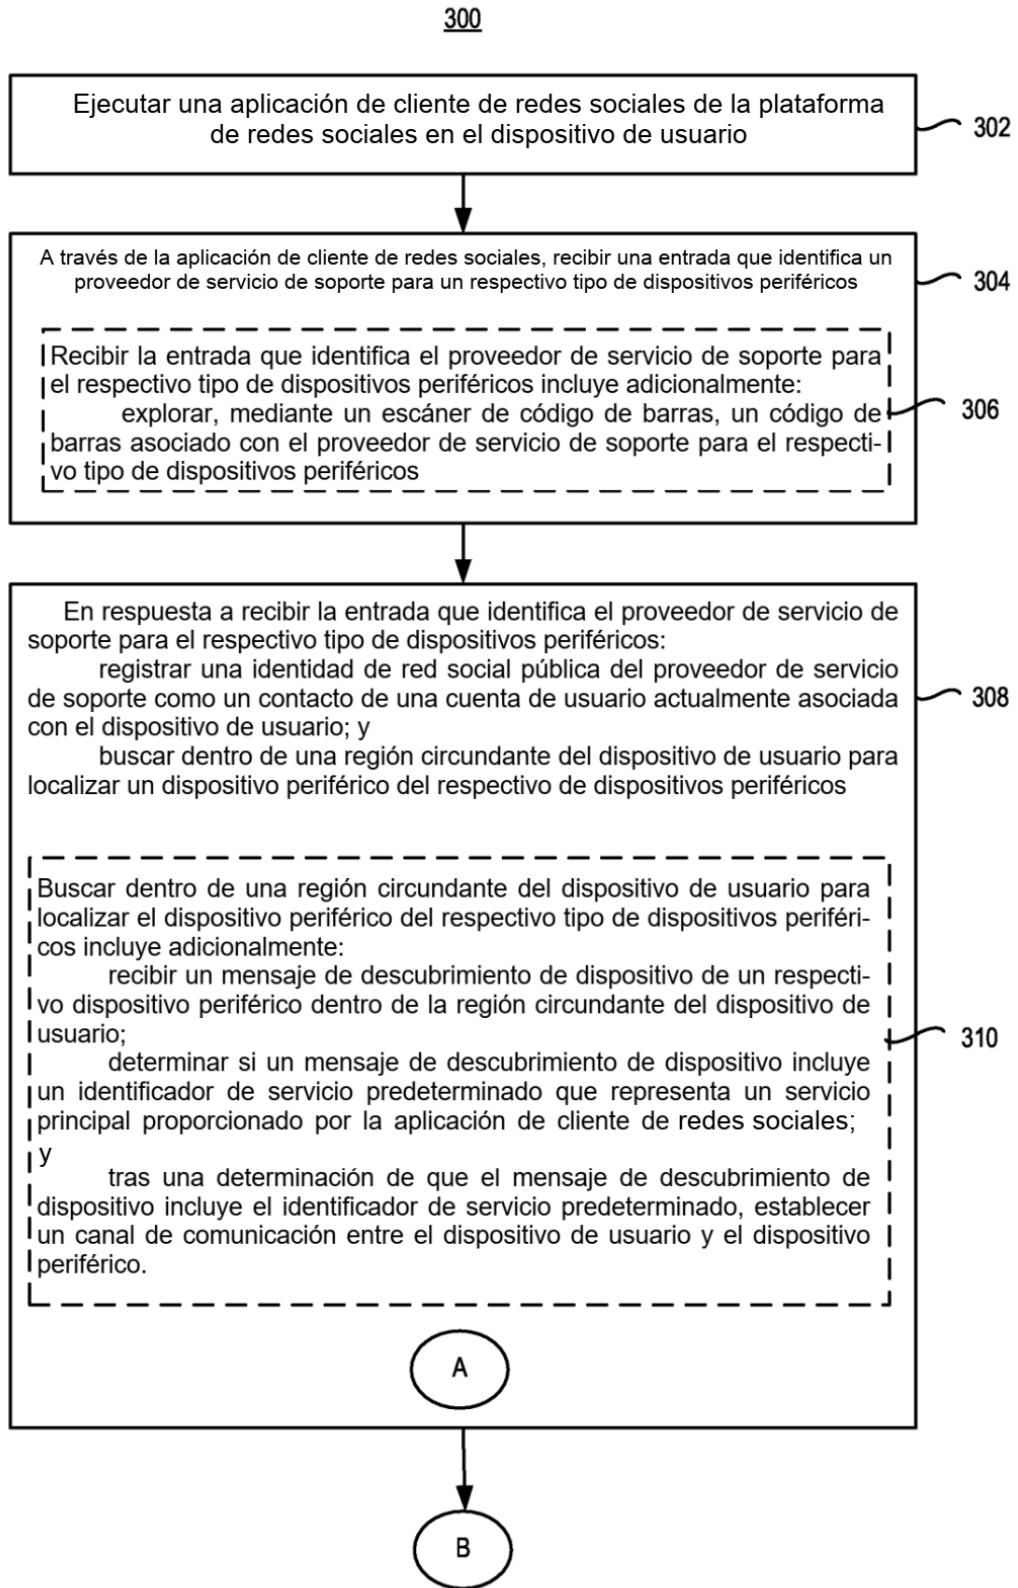 300
Ejecutar una aplicación de cliente de redes sociales de la plataforma
de redes sociales en el dispositivo de usuario
302
A través de la aplicación de cliente de redes sociales, recibir una entrada que identifica un
proveedor de servicio de soporte para un respectivo tipo de dispositivos periféricos
304
Recibir la entrada que identifica el proveedor de servicio de soporte para
el respectivo tipo de dispositivos periféricos incluye adicionalmente:
explorar, mediante un escáner de código de barras, un código de
barras asociado con el proveedor de servicio de soporte para el respecti-
vo tipo de dispositivos periféricos
306
En respuesta a recibir la entrada que identifica el proveedor de servicio de
soporte para el respectivo tipo de dispositivos periféricos:
registrar una identidad de red social pública del proveedor de servicio
de soporte como un contacto de una cuenta de usuario actualmente asociada
con el dispositivo de usuario; y
buscar dentro de una región circundante del dispositivo de usuario para
localizar un dispositivo periférico del respectivo de dispositivos periféricos
308
Buscar dentro de una región circundante del dispositivo de usuario para
localizar el dispositivo periférico del respectivo tipo de dispositivos periféri-
cos incluye adicionalmente:
recibir un mensaje de descubrimiento de dispositivo de un respecti-
vo dispositivo periférico dentro de la región circundante del dispositivo de
usuario;
determinar si un mensaje de descubrimiento de dispositivo incluye
un identificador de servicio predeterminado que representa un servicio
principal proporcionado por la aplicación de cliente de redes sociales;
y
tras una determinación de que el mensaje de descubrimiento de
dispositivo incluye el identificador de servicio predeterminado, establecer
un canal de comunicación entre el dispositivo de usuario y el dispositivo
periférico.
310
A
B